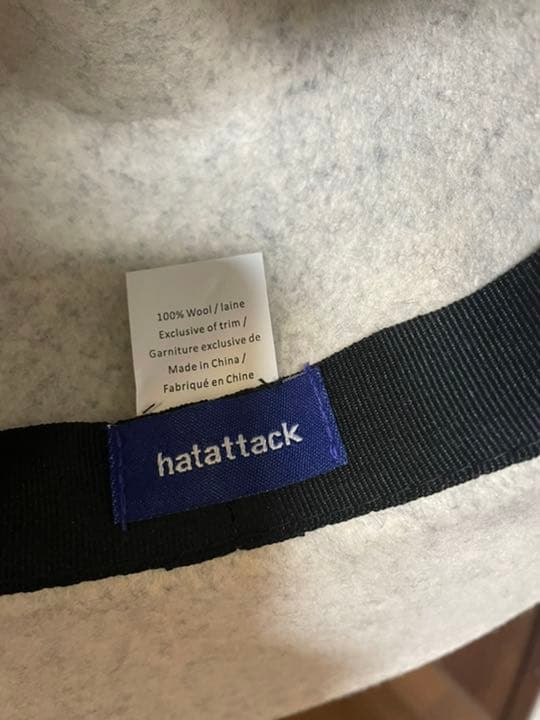 100% Wool / laine
Exclusive of trim /
Garniture exclusive de
Made in China /
Fabriqué en Chine
hatattack